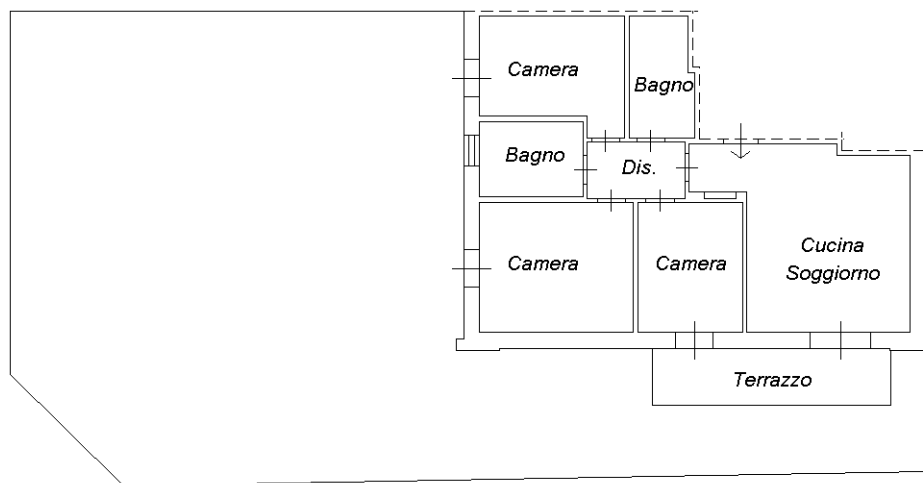 Camera
Bagno
Bagno
Dis.
Camera
Camera
Cucina
Soggiorno
Terrazzo